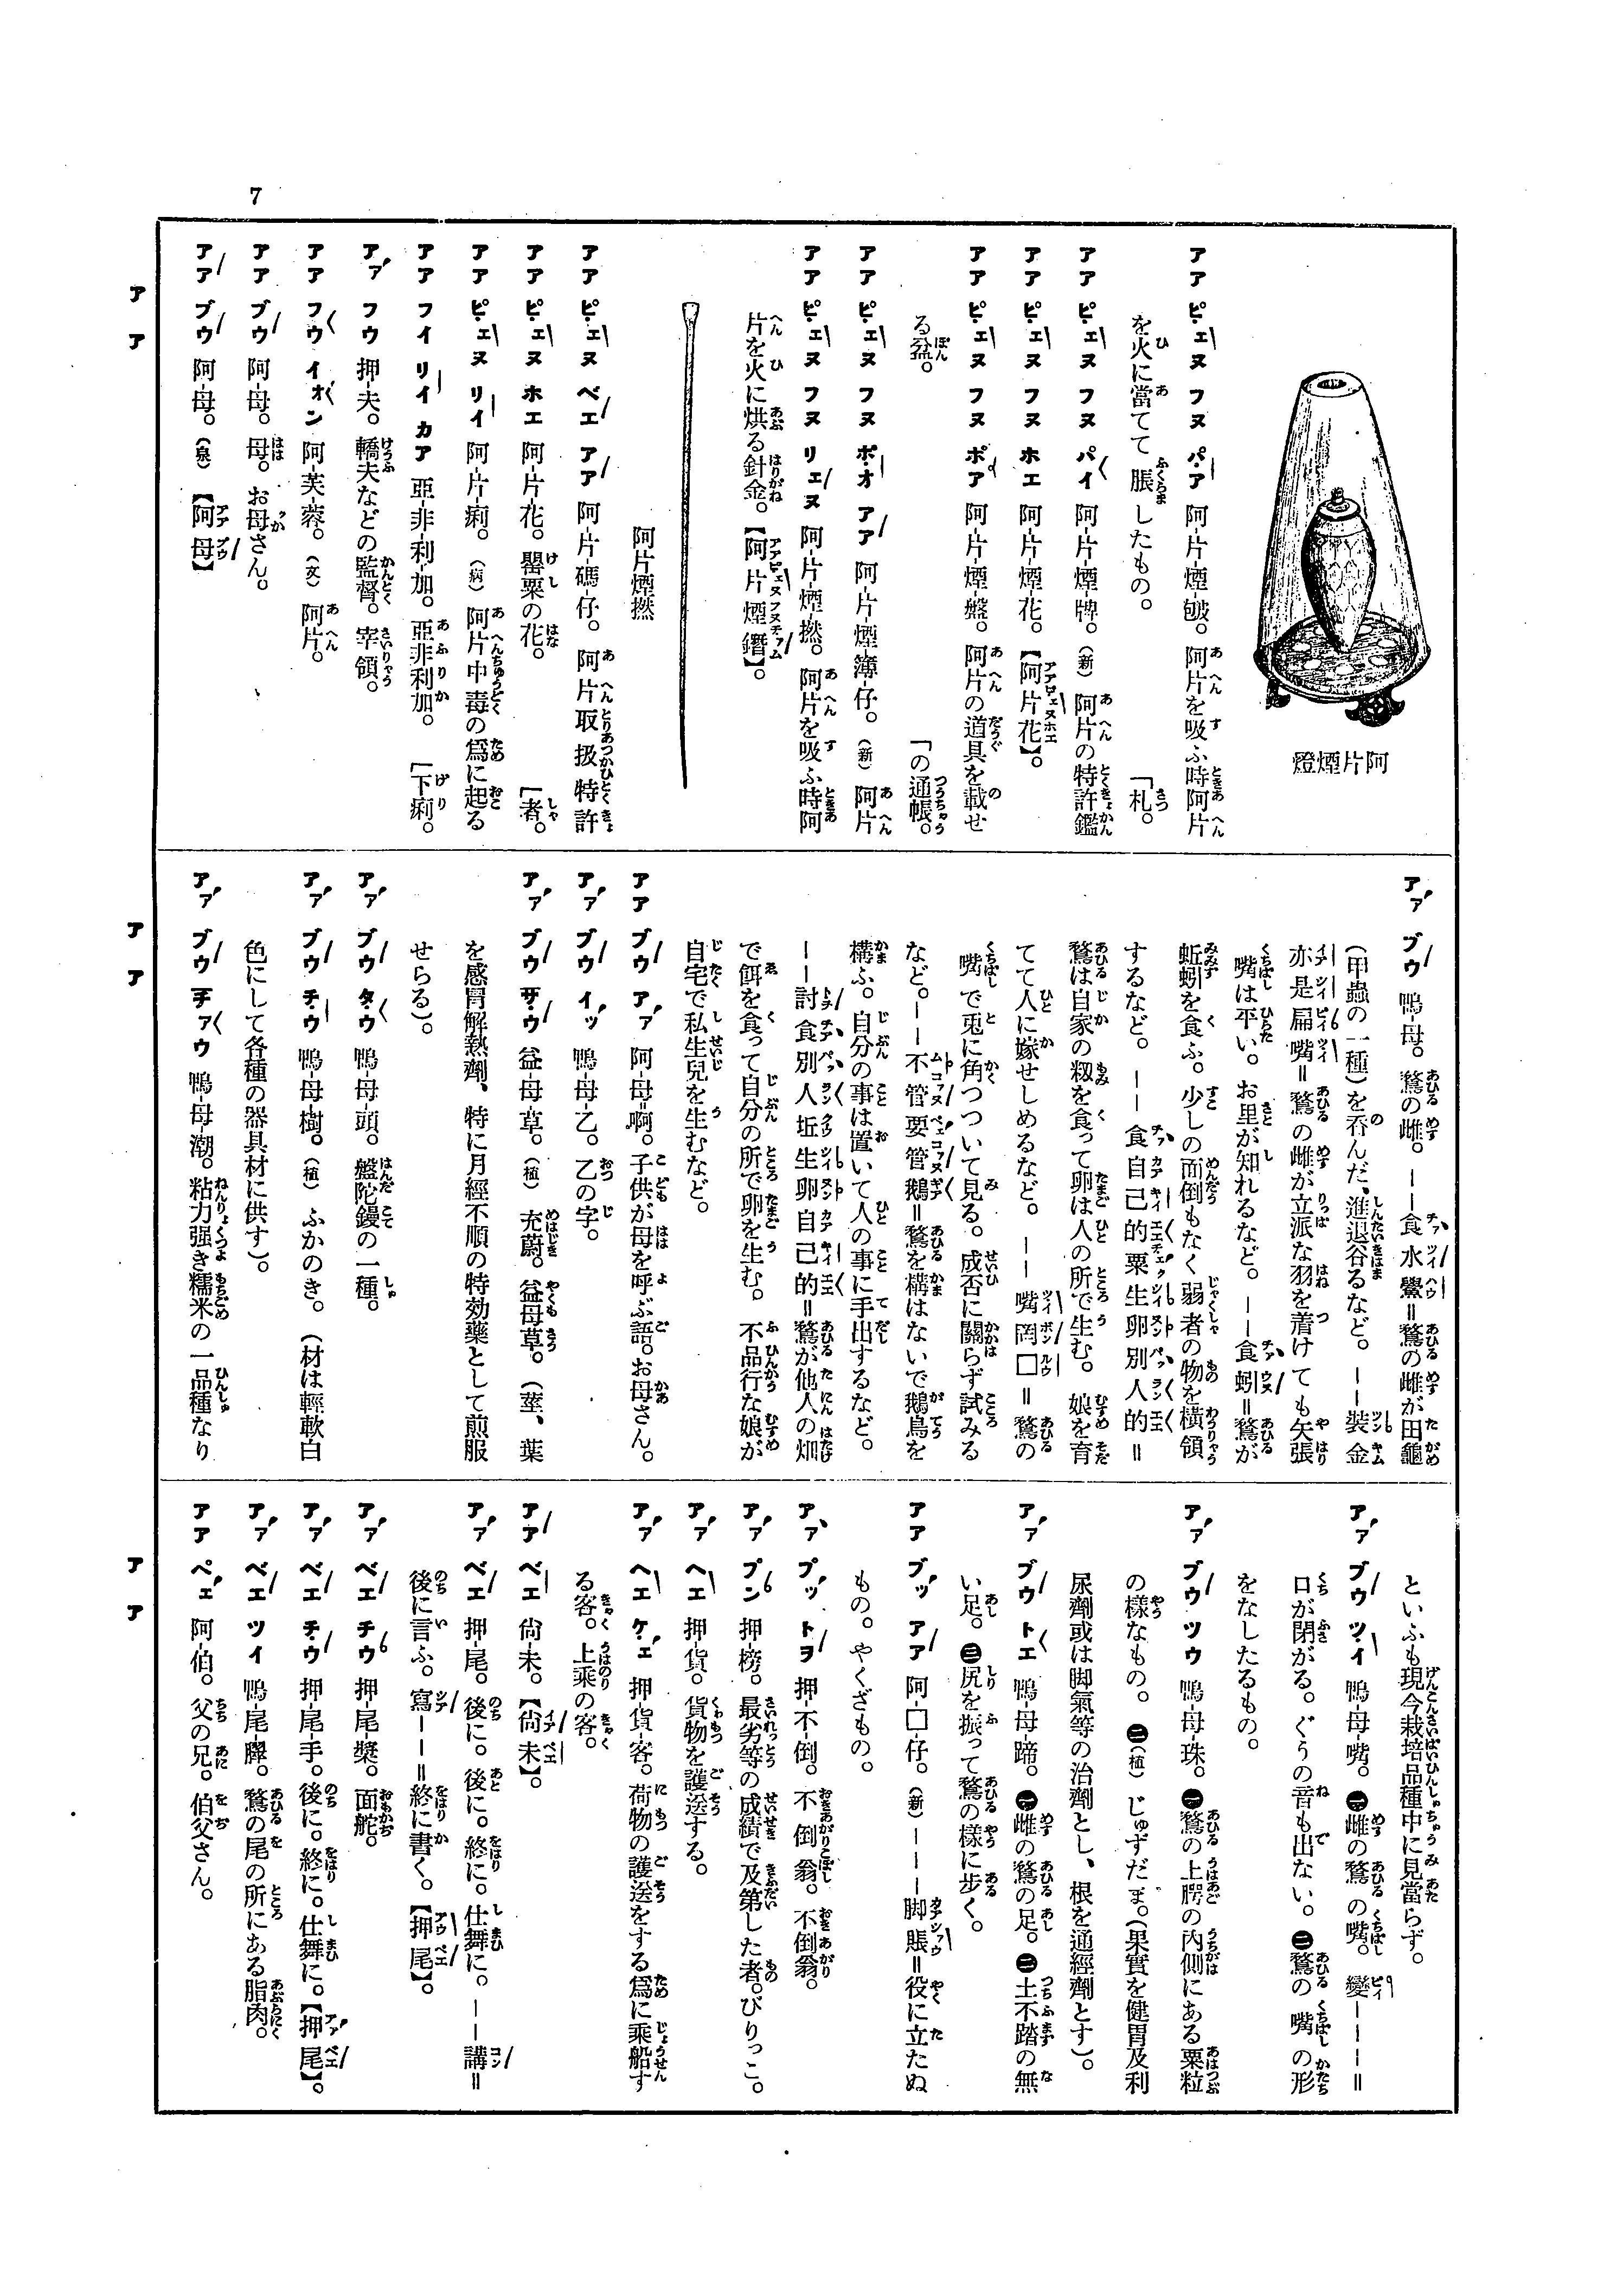 7
阿片煙燈
アア ピェヌ フヌ パア 阿-片-煙-皰。 阿片を吸ふ時阿片
を火に當てて脹したもの。 「札。
アア ピェヌ フヌ パイ 阿-片-煙-牌。(新) 阿片の特許鑑
アア ピェヌ フヌ ホエ 阿-片-煙-花。【阿片花】。
アア ピェヌ フヌ ポア 阿-片-煙-盤。 阿片の道具を載せ
る盆。 「の通帳。
アア ピェヌ フヌ ポオ アア 阿-片-煙-簿-仔。(新) 阿片
アア ピェヌ フヌ リェヌ 阿-片-煙-撚。 阿片を吸ふ時阿
片を火に烘る針金。【阿片煙鐕】。
阿片煙撚
アア ピェヌ ベエ アア 阿-片-碼-仔。 阿片取扱特許
アア ピェヌ ホエ 阿-片-花。 罌粟の花。 「者。
アア ピェヌ リイ 阿-片-痢。(病) 阿片中毒の爲に起る
アア フイ リイ カア 亞-非-利-加。 亞非利加。 「下痢。
アァ フウ 押-夫。 轎夫などの監督。宰領。
アア フウ イォン 阿-芙-蓉。(文) 阿片。
アア ブウ 阿-母。 母。お母さん。
アア ブウ 阿-母。(泉) 【阿母】
アァ ブウ 鴨-母。 鶩の雌。 ――食水鱟=鶩の雌が田龜
(甲蟲の一種)を呑んだ、進退谷るなど。 ――裝金
亦是扁嘴=鶩の雌が立派な羽を着けても矢張
嘴は平い。お里が知れるなど。 ――食蚓=鶩が
蚯蚓を食ふ。少しの面倒もなく弱者の物を橫領
するなど。 ――食自己的粟生卵別人的=
鶩は自家の籾を食って卵は人の所で生む。 娘を育
てて人に嫁せしめるなど。 ――嘴罔□=鶩の
嘴で兎に角つついて見る。成否に關らず試みる
など。――不管要管鵝=鶩を構はないで鵝鳥を
構ふ。自分の事は置いて人の事に手出するなど。
――討食別人坵生卵自己的=鶩が他人の畑
で餌を食って自分の所で卵を生む。 不品行な娘が
自宅で私生兒を生むなど。
アア ブウ アァ 阿-母-啊。 子供が母を呼ぶ語。お母さん。
アァ ブウ イッ 鴨-母-乙。 乙の字。
アァ ブウ サウ 益-母-草。(植) 充蔚。益母草。(莖、葉
を感冒解熱劑、特に月經不順の特効藥として煎服
せらる)。
アァ ブウ タウ 鴨-母-頭。 盤陀鏝の一種。
アァ ブウ チウ 鴨-母-樹。(植) ふかのき。(材は輕軟白
色にして各種の器具材に供す)。
アァ ブウ チァウ 鴨-母-潮。 粘力强き糯米の一品種なり
といふも現今栽培品種中に見當らず。
アァ ブウ ツイ 鴨-母-嘴。 ㊀雌の鶩の嘴。 變―――=
口が閉がる。ぐうの音も出ない。 ㊁鶩の嘴の形
をなしたるもの。
アァ ブウ ツウ 鴨-母-珠。 ㊀鶩の上腭の内側にある粟粒
の樣なもの。 ㊁(植) じゅずだま。(果實を健胃及利
尿劑或は脚氣等の治劑とし、根を通經劑とす)。
アァ ブウ トエ 鴨-母-蹄。 ㊀雌の鶩の足。㊁土不踏の無
い足。㊂尻を振って鶩の樣に步く。
アア ブッ アア 阿-□-仔。(新) ―――脚賬=役に立たぬ
もの。やくざもの。
アァ プッ トヲ 押-不-倒。 不倒翁。不倒翁。
アァ プン 押-榜。 最劣等の成績で及第した者。びりっこ。
アァ ヘエ 押-貨。 貨物を護送する。
アァ ヘエ ケェ 押-貨-客。 荷物の護送をする爲に乘船す
る客。上乘の客。
アア ベエ 尙-未。【尙未】。
アァ ベエ 押-尾。 後に。後に。終に。仕舞に。 ――講=
後に言ふ。 寫――=終に書く。【押尾】。
アァ ベエ チウ 押-尾-槳。 面舵。
アァ ベエ チウ 押-尾-手。 後に。終に。仕舞に。【押尾】。
アァ ベエ ツイ 鴨-尾-膵。 鶩の尾の所にある脂肉。
アア ペェ 阿-伯。 父の兄。伯父さん。
ア ア
ア ア
ア ア